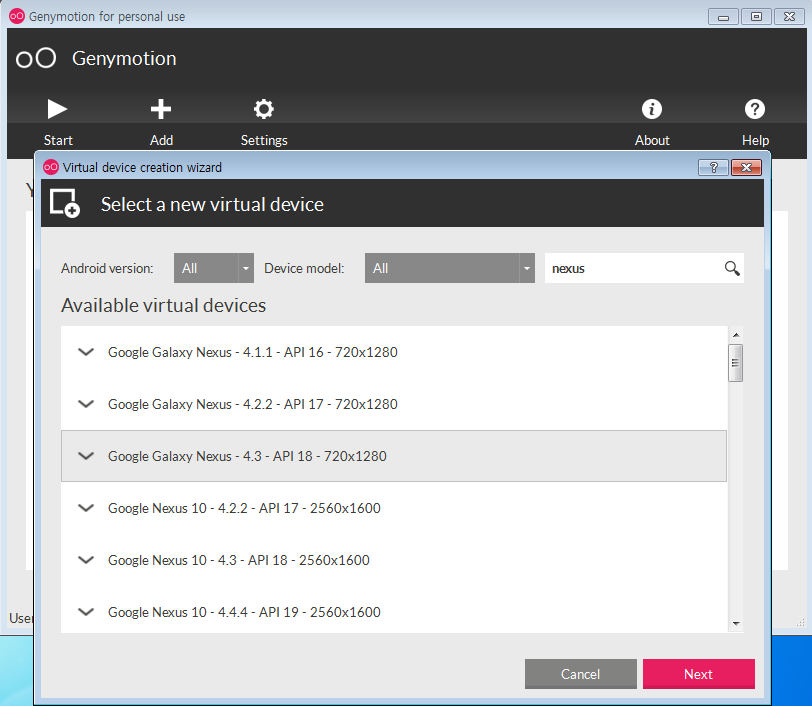 Genymotion for personal use
Genymotion
Start Add Settings About Help
Virtual device creation wizard
Select a new virtual device
Android version: All Device model: All nexus
Available virtual devices
Google Galaxy Nexus - 4.1.1 - API 16 - 720x1280
Google Galaxy Nexus - 4.2.2 - API 17 - 720x1280
Google Galaxy Nexus - 4.3 - API 18 - 720x1280
Google Nexus 10 - 4.2.2 - API 17 - 2560x1600
Google Nexus 10 - 4.3 - API 18 - 2560x1600
Google Nexus 10 - 4.4.4 - API 19 - 2560x1600
User
Cancel Next